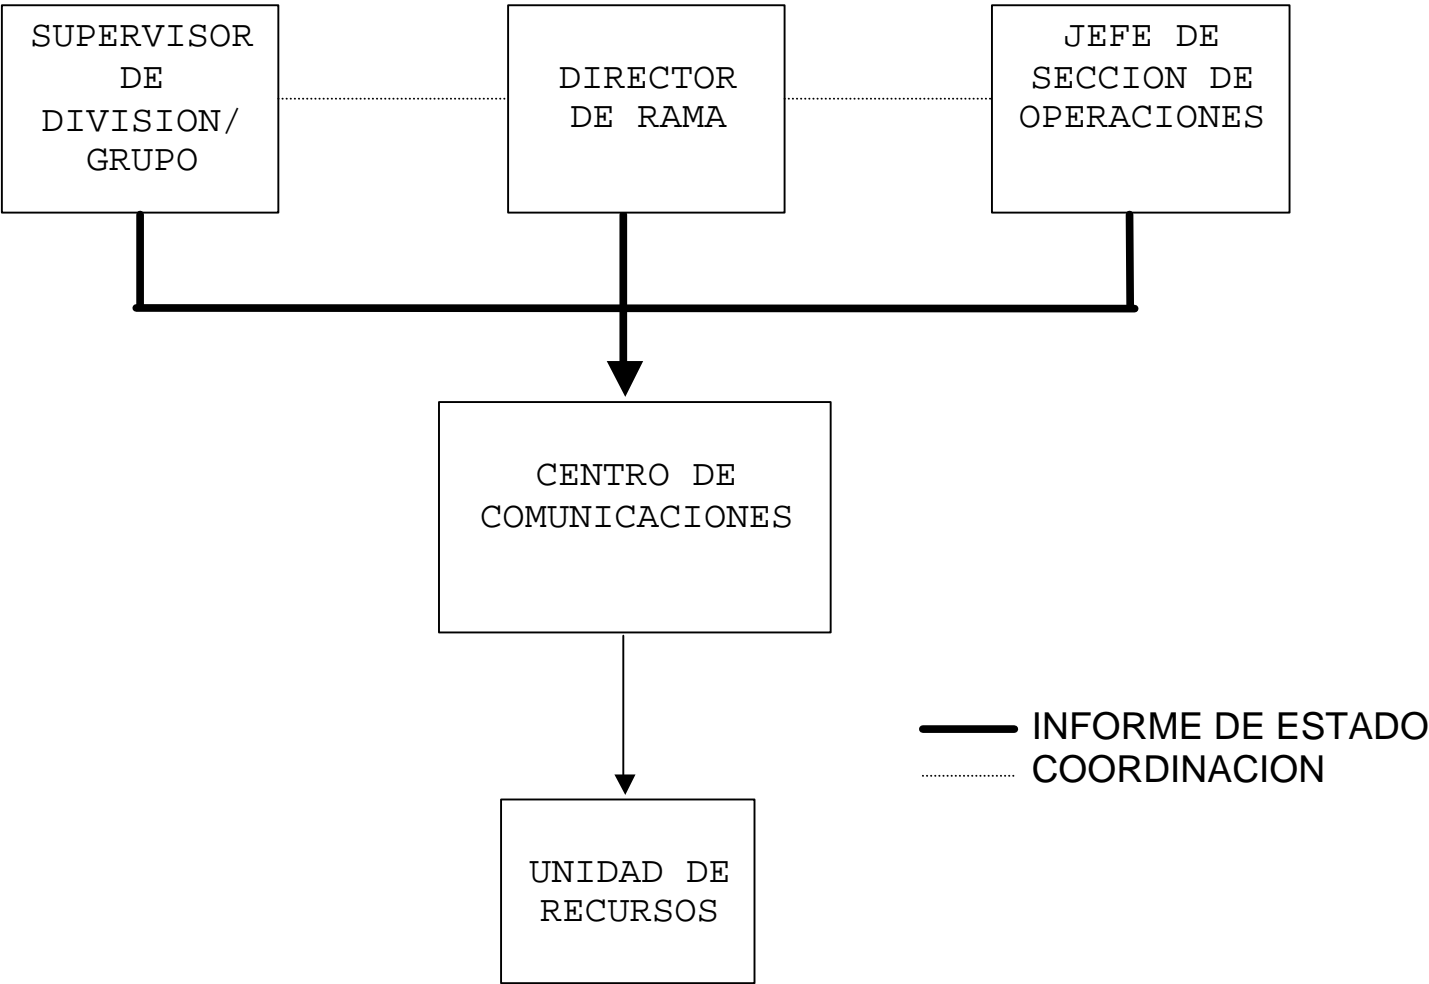 SUPERVISOR
DE
DIVISION/
GRUPO
DIRECTOR
DE RAMA
JEFE DE
SECCION DE
OPERACIONES
CENTRO DE
COMUNICACIONES
INFORME DE ESTADO
COORDINACION
UNIDAD DE
RECURSOS